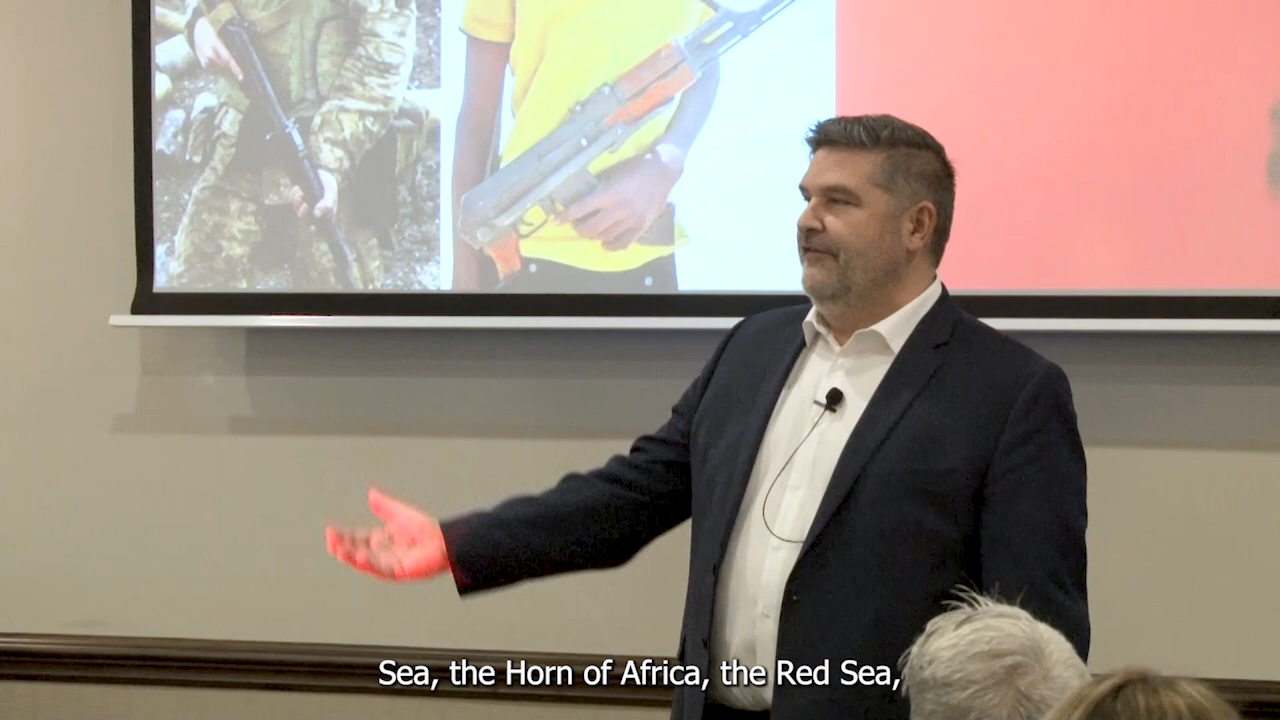 Sea, the Horn of Africa, the Red Sea,